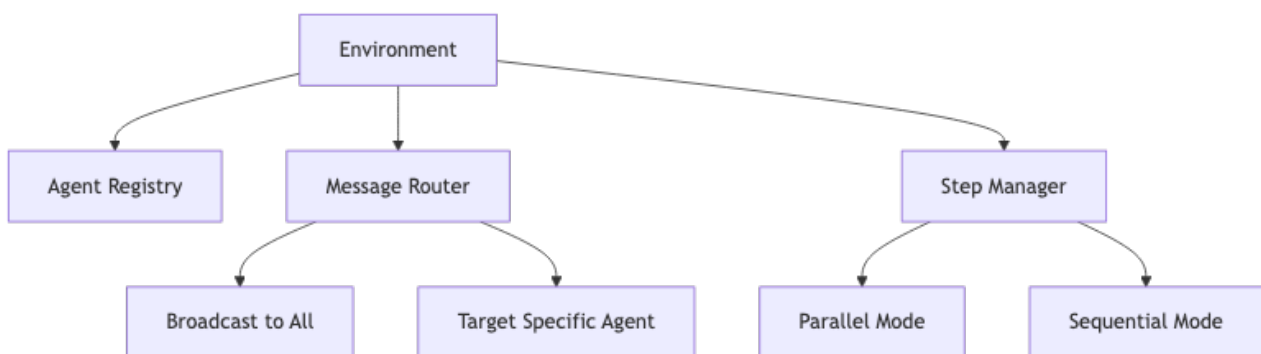 Environment
Agent Registry
Message Router
Step Manager
Broadcast to All
Target Specific Agent
Parallel Mode
Sequential Mode